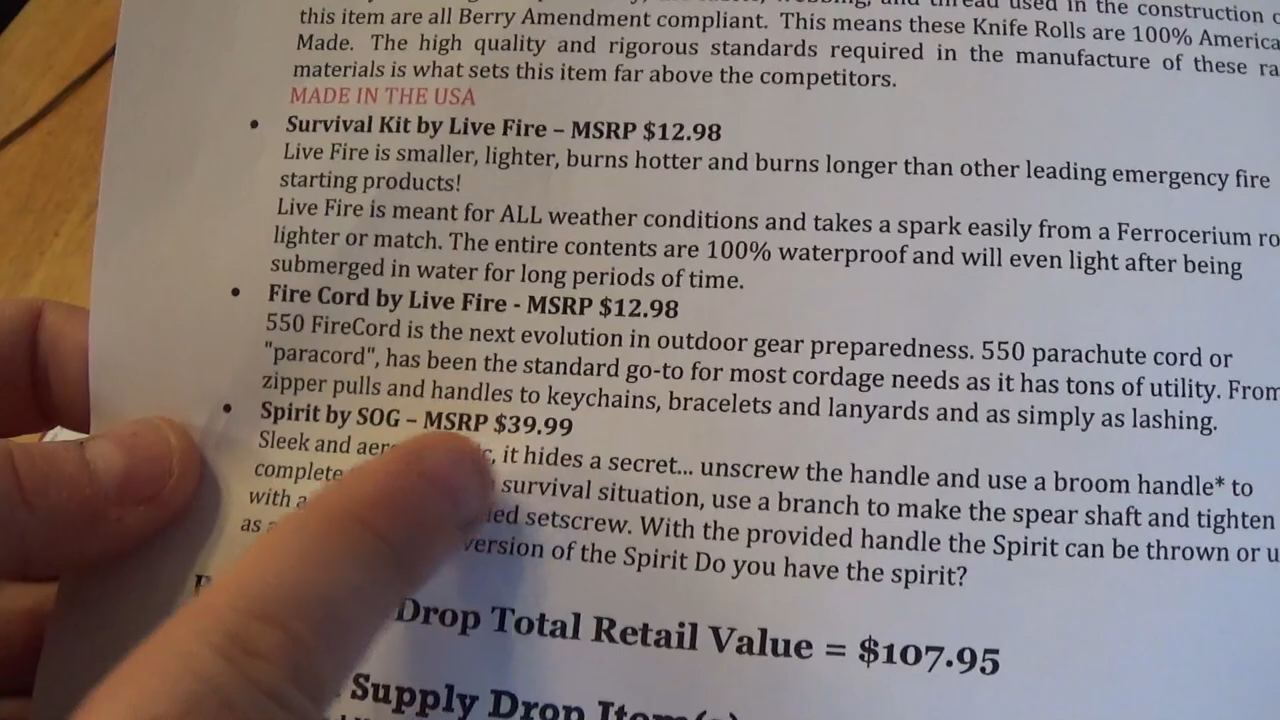 thread used in the construction
this item are all Berry Amendment compliant. This means these Knife Rolls are 100% America
Made. The high quality and rigorous standards required in the manufacture of these ra
materials is what sets this item far above the competitors.
MADE IN THE USA
• Survival Kit by Live Fire – MSRP $12.98
Live Fire is smaller, lighter, burns hotter and burns longer than other leading emergency fire
starting products!
Live Fire is meant for ALL weather conditions and takes a spark easily from a Ferrocerium ro
lighter or match. The entire contents are 100% waterproof and will even light after being
submerged in water for long periods of time.
• Fire Cord by Live Fire - MSRP $12.98
550 FireCord is the next evolution in outdoor gear preparedness. 550 parachute cord or
"paracord", has been the standard go-to for most cordage needs as it has tons of utility. From
zipper pulls and handles to keychains, bracelets and lanyards and as simply as lashing.
• Spirit by SOG – MSRP $39.99
Sleek and it hides a secret... unscrew the handle and use a broom handle* to
complete survival situation, use a branch to make the spear shaft and tighten
with a setscrew. With the provided handle the Spirit can be thrown or u
as version of the Spirit Do you have the spirit?
Drop Total Retail Value = $107.95
Supply Drop Item(s)